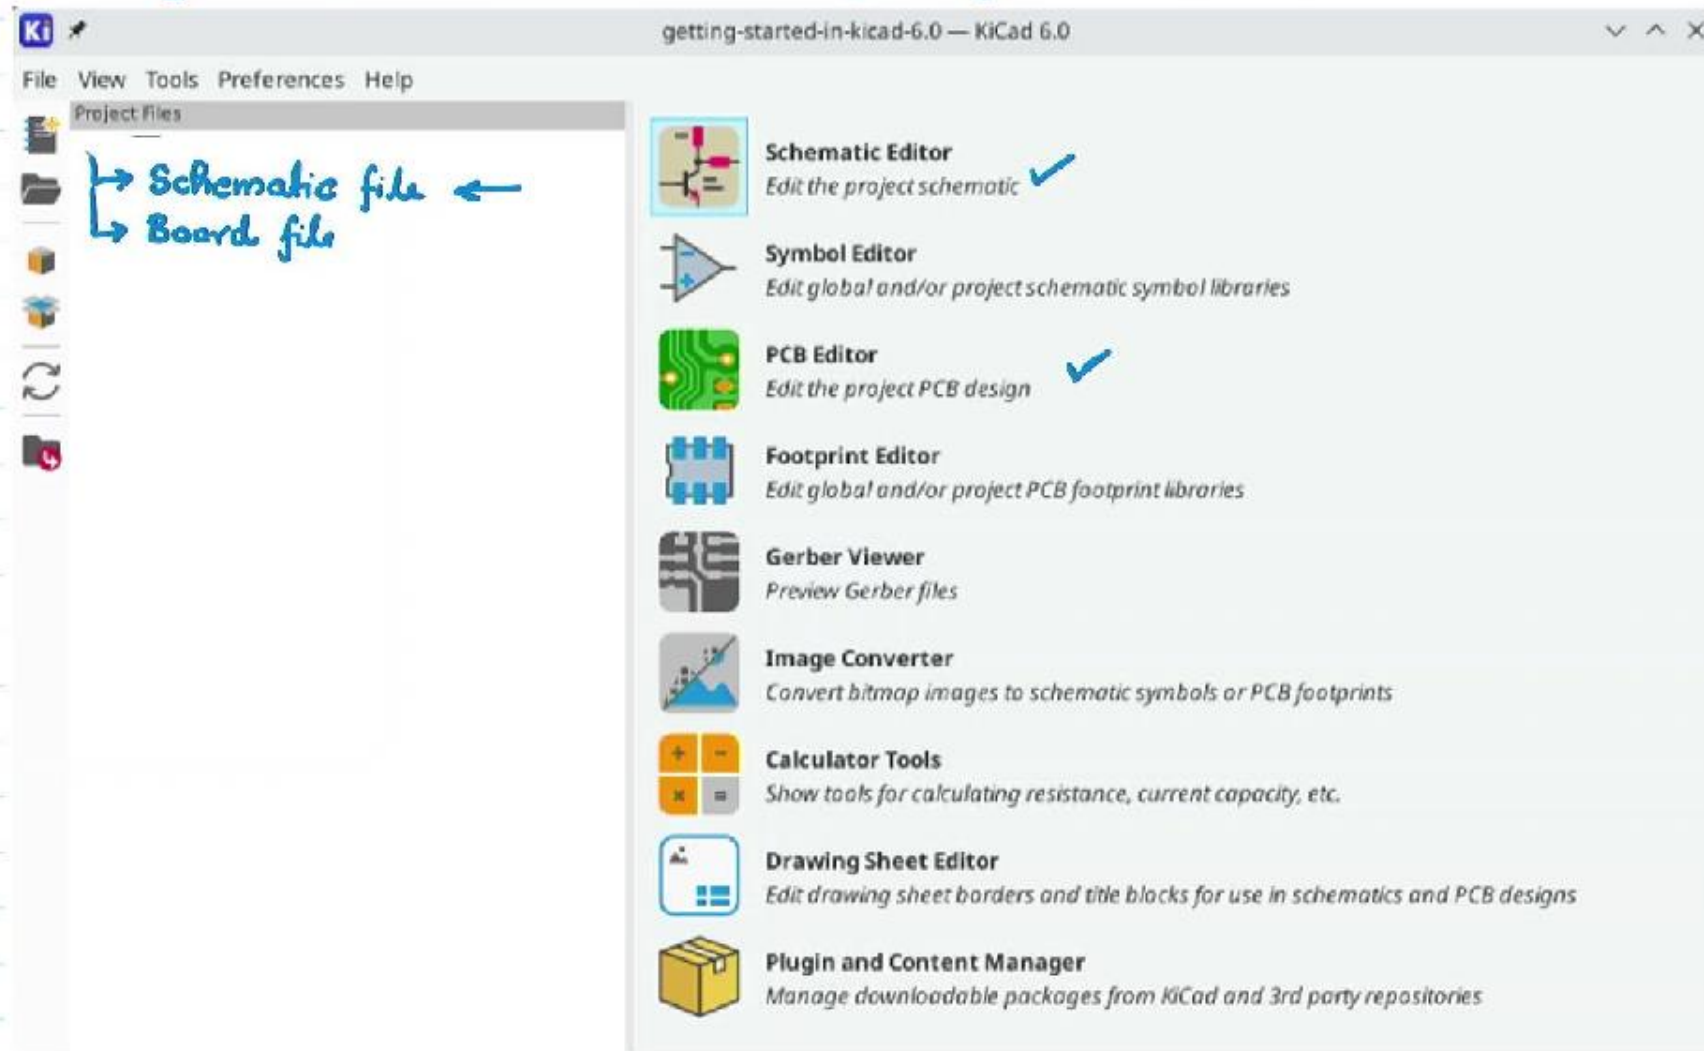 Ki
getting-started-in-kicad-6.0 — KiCad 6.0
File View Tools Preferences Help
Project Files
Schematic file
Board file
Schematic Editor
Edit the project schematic
Symbol Editor
Edit global and/or project schematic symbol libraries
PCB Editor
Edit the project PCB design
Footprint Editor
Edit global and/or project PCB footprint libraries
Gerber Viewer
Preview Gerber files
Image Converter
Convert bitmap images to schematic symbols or PCB footprints
Calculator Tools
Show tools for calculating resistance, current capacity, etc.
Drawing Sheet Editor
Edit drawing sheet borders and title blocks for use in schematics and PCB designs
Plugin and Content Manager
Manage downloadable packages from KiCad and 3rd party repositories